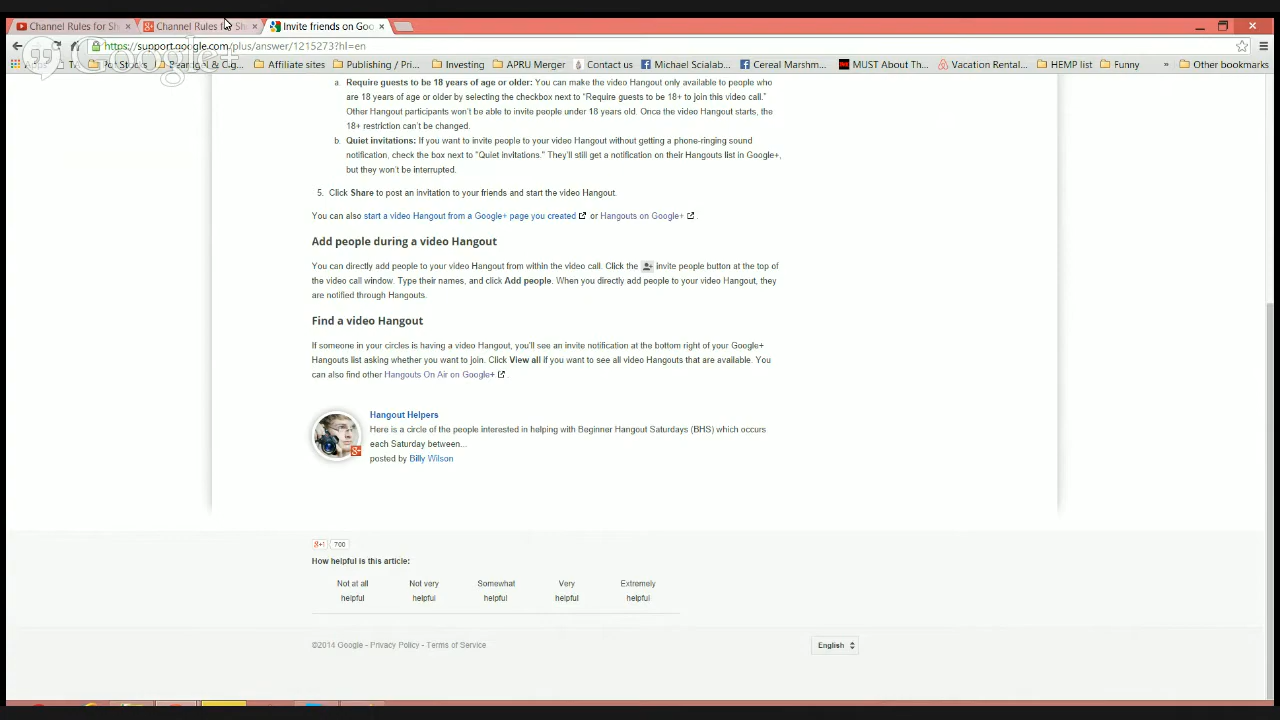 Channel Rules for Sh
Channel Rules for Sh
Invite friends on Goo
https://support.google.com/plus/answer/1215273?hl=en
Google+
Affiliate sites
Publishing / Pri...
Investing
APRU Merger
Contact us
Michael Scialab...
Cereal Marshm...
MUST About Th...
Vacation Rental...
HEMP list
Funny
»
Other bookmarks
a. Require guests to be 18 years of age or older: You can make the video Hangout only available to people who
are 18 years of age or older by selecting the checkbox next to "Require guests to be 18+ to join this video call."
Other Hangout participants won't be able to invite people under 18 years old. Once the video Hangout starts, the
18+ restriction can't be changed.
b. Quiet invitations: If you want to invite people to your video Hangout without getting a phone-ringing sound
notification, check the box next to "Quiet invitations." They'll still get a notification on their Hangouts list in Google+,
but they won't be interrupted.
5. Click Share to post an invitation to your friends and start the video Hangout.
You can also start a video Hangout from a Google+ page you created or Hangouts on Google+ .
Add people during a video Hangout
You can directly add people to your video Hangout from within the video call. Click the invite people button at the top of
the video call window. Type their names, and click Add people. When you directly add people to your video Hangout, they
are notified through Hangouts.
Find a video Hangout
If someone in your circles is having a video Hangout, you'll see an invite notification at the bottom right of your Google+
Hangouts list asking whether you want to join. Click View all if you want to see all video Hangouts that are available. You
can also find other Hangouts On Air on Google+ .
Hangout Helpers
Here is a circle of the people interested in helping with Beginner Hangout Saturdays (BHS) which occurs
each Saturday between...
posted by Billy Wilson
g+1 700
How helpful is this article:
Not at all
helpful
Not very
helpful
Somewhat
helpful
Very
helpful
Extremely
helpful
©2014 Google - Privacy Policy - Terms of Service
English